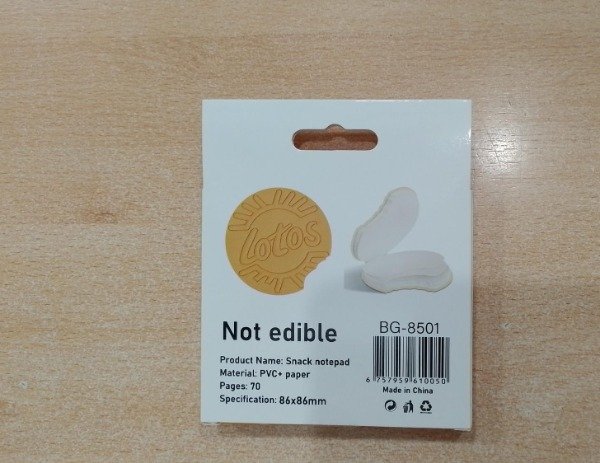 Lotos
Not edible
Product Name: Snack notepad
Material: PVC+ paper
Pages: 70
Specification: 86x86mm
BG-8501
6 757959 610050
Made in China